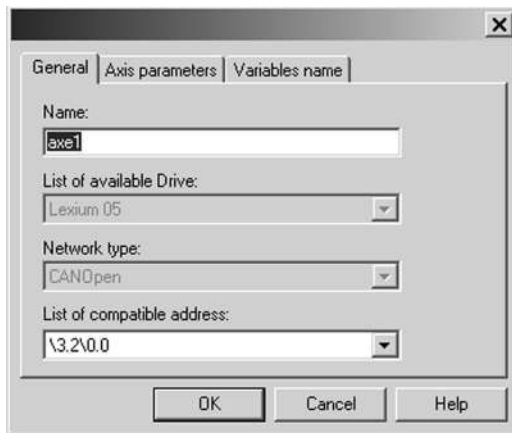 General Axis parameters Variables name
Name:
axe1
List of available Drive:
Lexium 05
Network type:
CANOpen
List of compatible address:
\3.2\0.0
OK Cancel Help